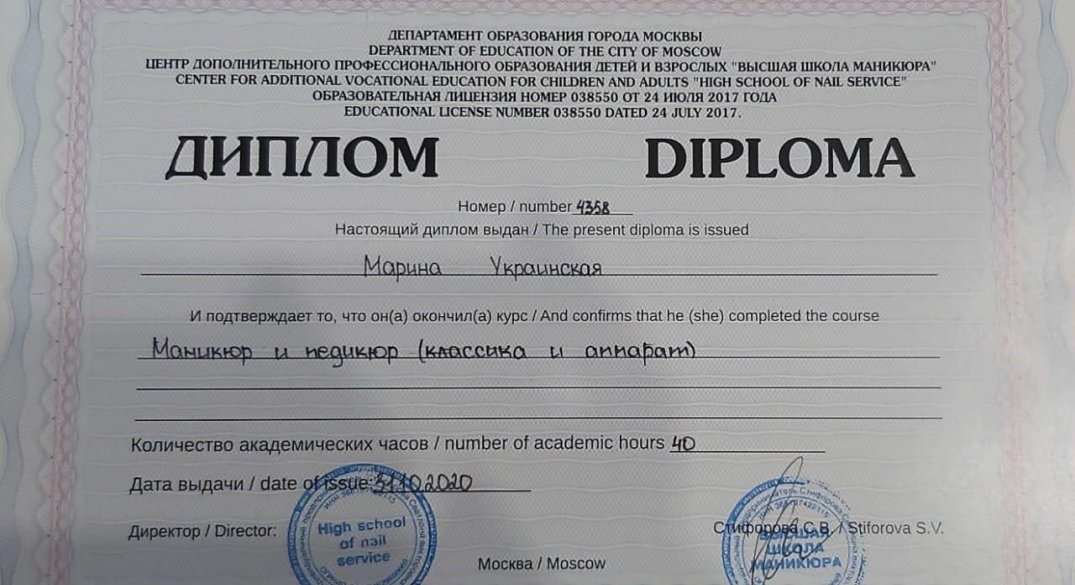 ДЕПАРТАМЕНТ ОБРАЗОВАНИЯ ГОРОДА МОСКВЫ
DEPARTMENT OF EDUCATION OF THE CITY OF MOSCOW
ЦЕНТР ДОПОЛНИТЕЛЬНОГО ПРОФЕССИОНАЛЬНОГО ОБРАЗОВАНИЯ ДЕТЕЙ И ВЗРОСЛЫХ "ВЫСШАЯ ШКОЛА МАНИКЮРА"
CENTER FOR ADDITIONAL VOCATIONAL EDUCATION FOR CHILDREN AND ADULTS "HIGH SCHOOL OF NAIL SERVICE"
ОБРАЗОВАТЕЛЬНАЯ ЛИЦЕНЗИЯ НОМЕР 038550 ОТ 24 ИЮЛЯ 2017 ГОДА
EDUCATIONAL LICENSE NUMBER 038550 DATED 24 JULY 2017.
ДИПЛОМ DIPLOMA
Номер / number 4358
Настоящий диплом выдан / The present diploma is issued
Марина Украинская
И подтверждает то, что он(а) окончил(а) курс / And confirms that he (she) completed the course
Маникюр и педикюр (классика и аппарат)
Количество академических часов / number of academic hours 40
Дата выдачи / date of issue: 31.10.2020
Директор / Director: Стифорова С.В. / Stiforova S.V.
High school
of nail
service
ВЫСШАЯ
ШКОЛА
МАНИКЮРА
Москва / Moscow